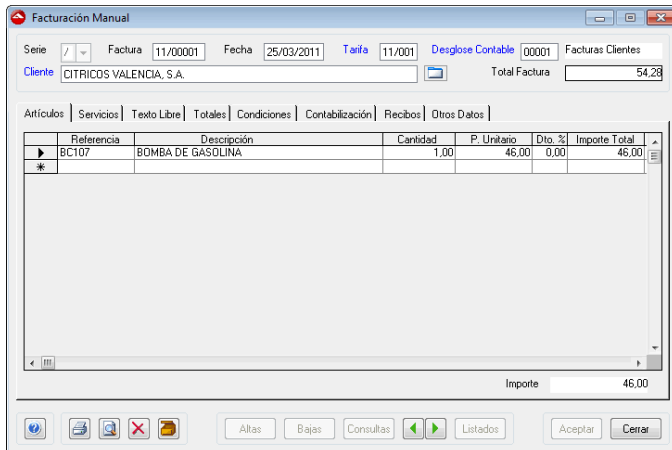 Facturación Manual
Serie / Factura 11/00001 Fecha 25/03/2011 Tarifa 11/001 Desglose Contable 00001 Facturas Clientes
Cliente CITRICOS VALENCIA, S.A. Total Factura 54,28
Artículos Servicios Texto Libre Totales Condiciones Contabilización Recibos Otros Datos
Referencia Descripción Cantidad P. Unitario Dto. % Importe Total
BC107 BOMBA DE GASOLINA 1,00 46,00 0,00 46,00
Importe 46,00
Altas Bajas Consultas Listados Aceptar Cerrar